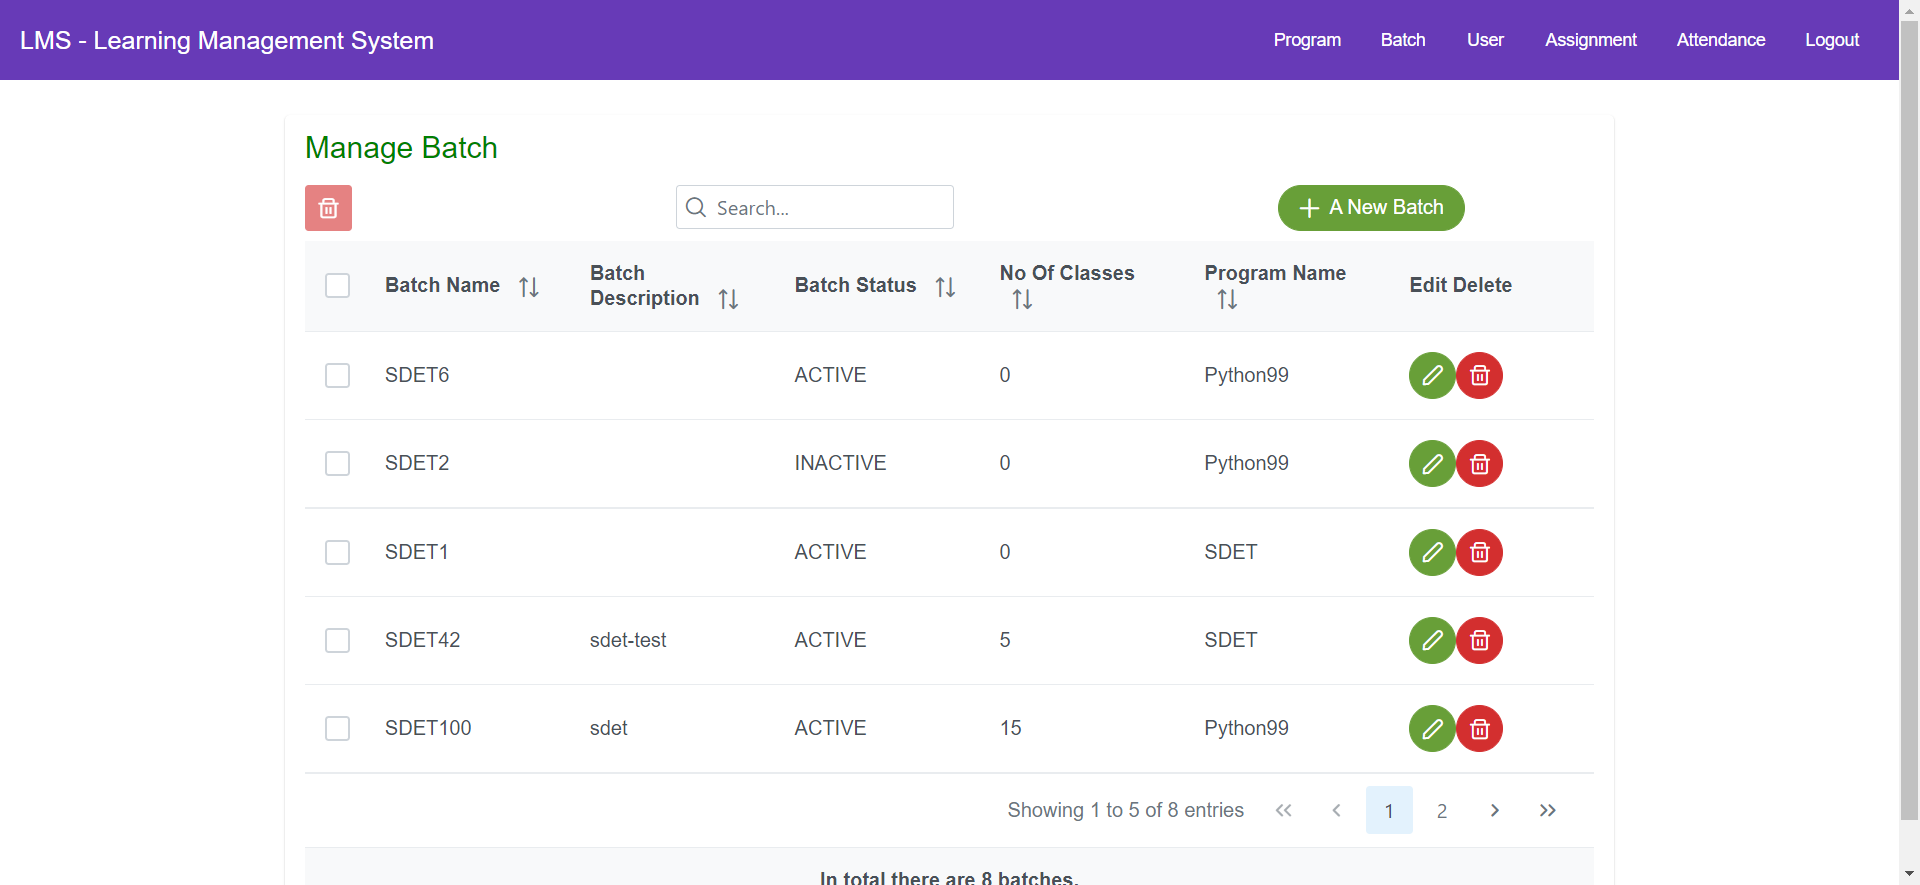 LMS - Learning Management System
Program Batch User Assignment Attendance Logout
Manage Batch
Search...
A New Batch
Batch Name Batch Description Batch Status No Of Classes Program Name Edit Delete
SDET6 ACTIVE 0 Python99
SDET2 INACTIVE 0 Python99
SDET1 ACTIVE 0 SDET
SDET42 sdet-test ACTIVE 5 SDET
SDET100 sdet ACTIVE 15 Python99
Showing 1 to 5 of 8 entries 1 2
In total there are 8 batches.